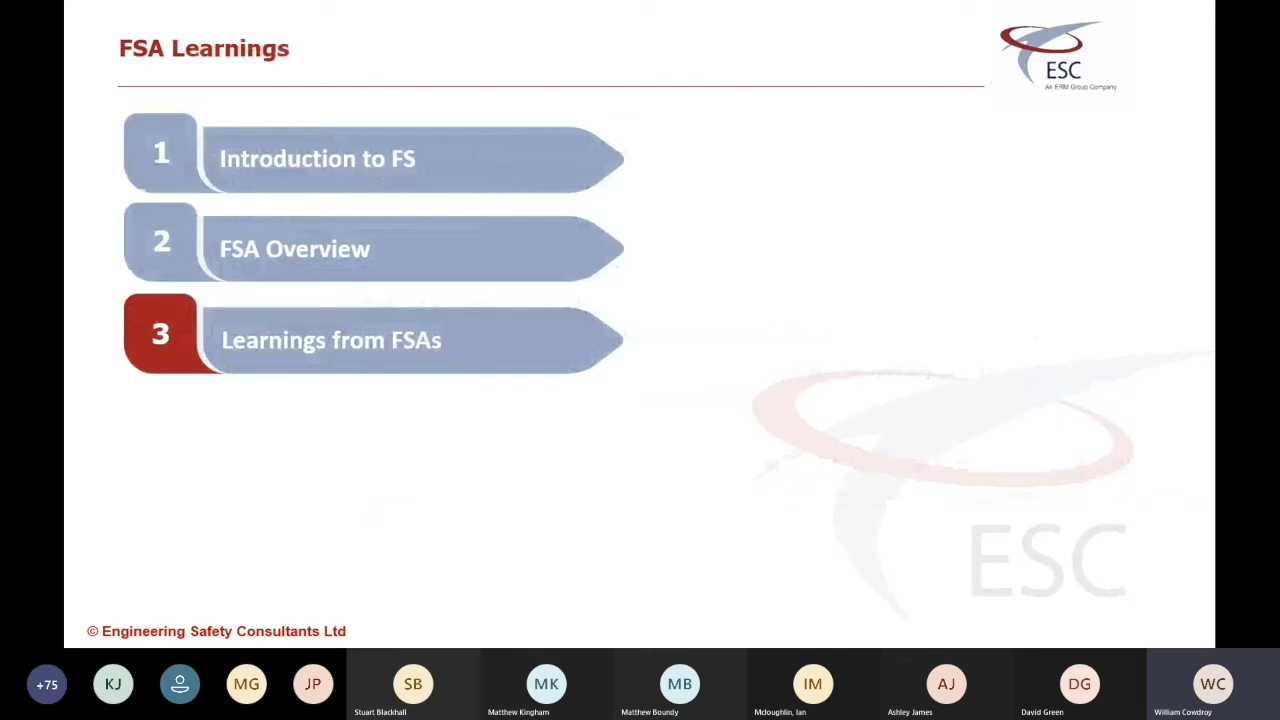 FSA Learnings
ESC
An ERM Group Company
1
Introduction to FS
2
FSA Overview
3
Learnings from FSAs
ESC
© Engineering Safety Consultants Ltd
+75
KJ
MG
JP
SB
MK
MB
IM
AJ
DG
WC
Stuart Blackhall
Matthew Kingham
Matthew Boundy
Mcloughlin, Ian
Ashley James
David Green
William Cowdroy